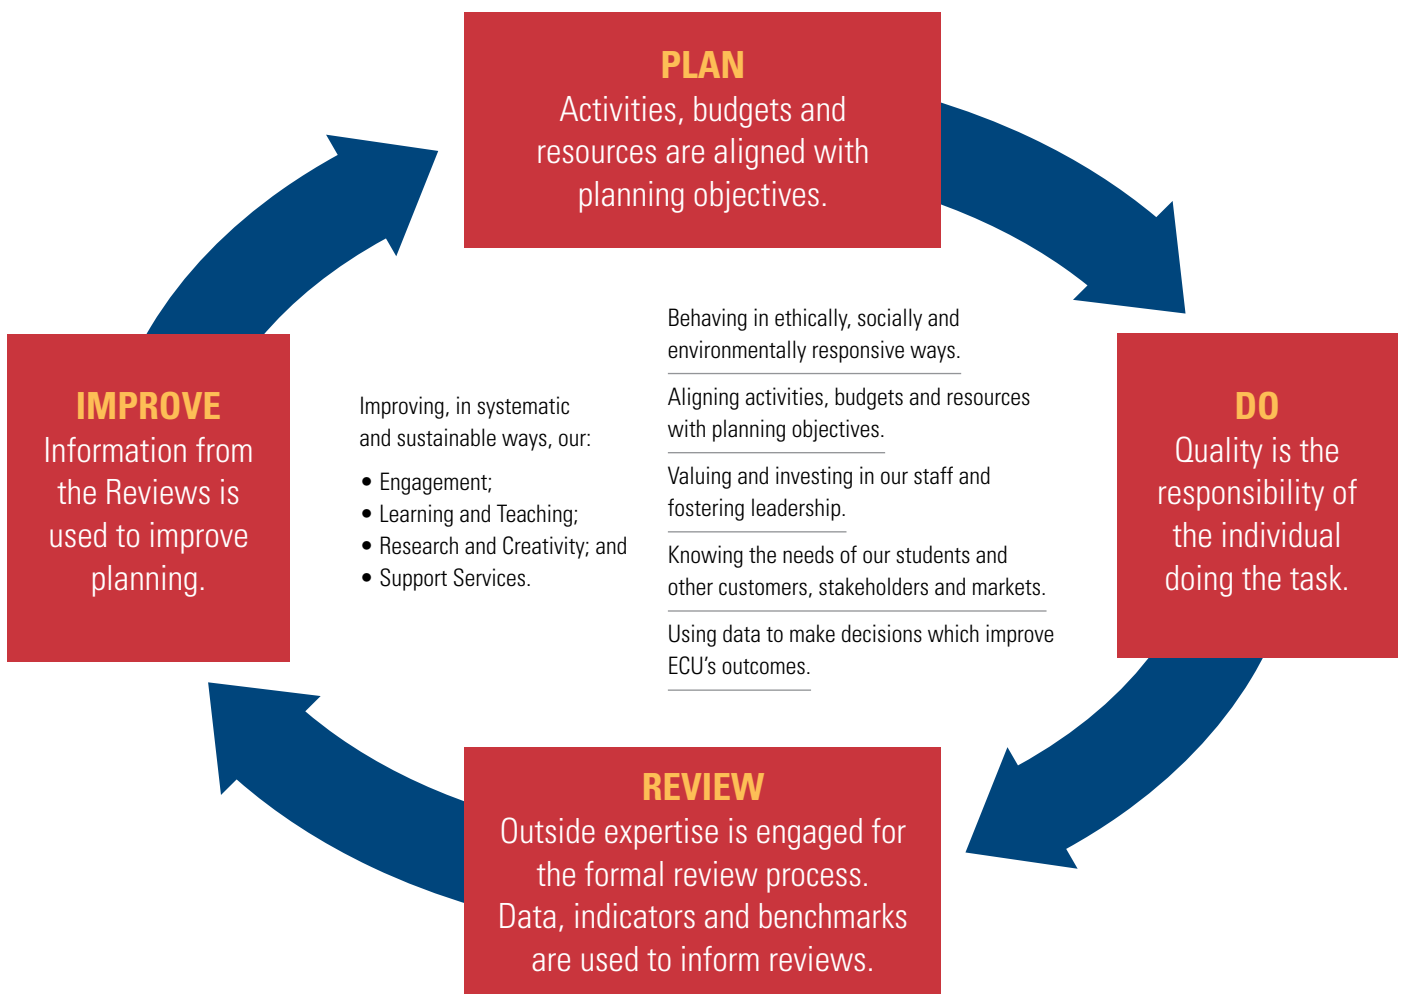 PLAN
Activities, budgets and
resources are aligned with
planning objectives.
IMPROVE
Information from
the Reviews is
used to improve
planning.
Improving, in systematic
and sustainable ways, our:
• Engagement;
• Learning and Teaching;
• Research and Creativity; and
• Support Services.
Behaving in ethically, socially and
environmentally responsive ways.
Aligning activities, budgets and resources
with planning objectives.
Valuing and investing in our staff and
fostering leadership.
Knowing the needs of our students and
other customers, stakeholders and markets.
Using data to make decisions which improve
ECU’s outcomes.
DO
Quality is the
responsibility of
the individual
doing the task.
REVIEW
Outside expertise is engaged for
the formal review process.
Data, indicators and benchmarks
are used to inform reviews.